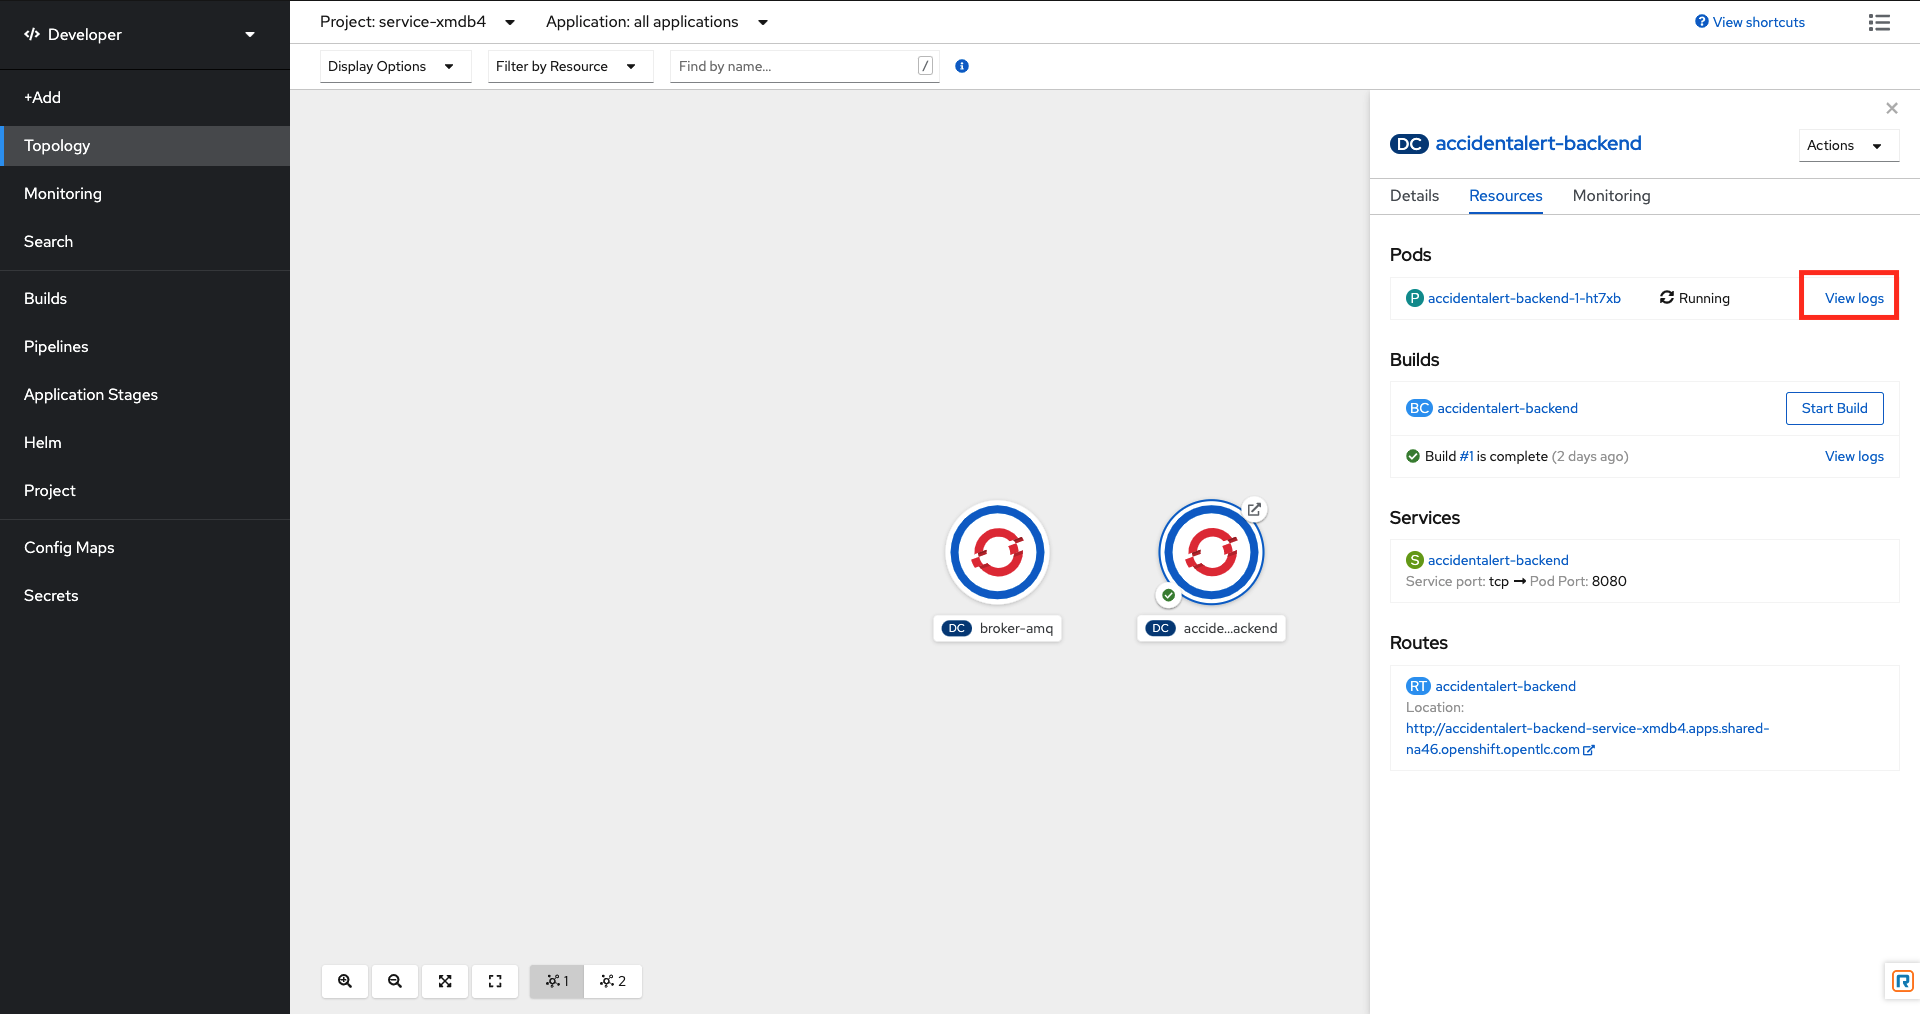 Developer
+Add
Topology
Monitoring
Search
Builds
Pipelines
Application Stages
Helm
Project
Config Maps
Secrets
Project: service-xmdb4
Application: all applications
View shortcuts
Display Options
Filter by Resource
Find by name...
/
DC broker-amq
DC accide...ackend
1
2
DC accidentalert-backend
Actions
Details
Resources
Monitoring
Pods
P accidentalert-backend-1-ht7xb
Running
View logs
Builds
BC accidentalert-backend
Start Build
Build #1 is complete (2 days ago)
View logs
Services
S accidentalert-backend
Service port: tcp → Pod Port: 8080
Routes
RT accidentalert-backend
Location:
http://accidentalert-backend-service-xmdb4.apps.shared-
na46.openshift.opentlc.com